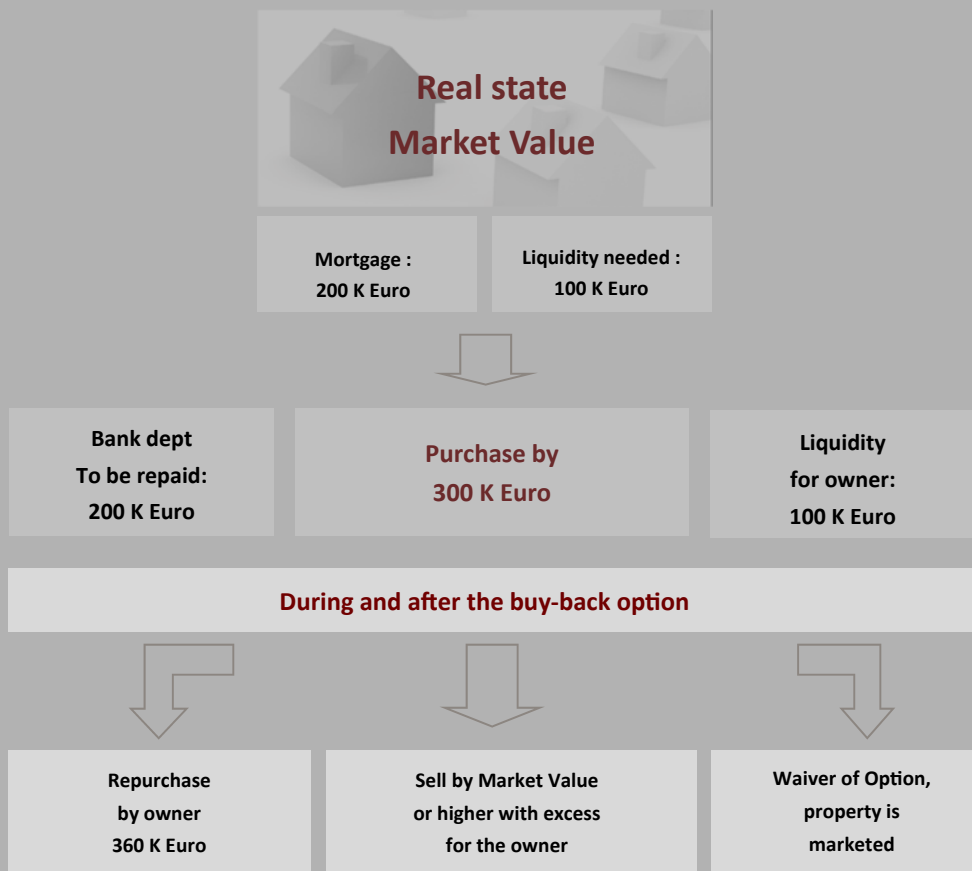 Real state
Market Value
Mortgage :
200 K Euro
Liquidity needed :
100 K Euro
Bank dept
To be repaid:
200 K Euro
Purchase by
300 K Euro
Liquidity
for owner:
100 K Euro
During and after the buy-back option
Repurchase
by owner
360 K Euro
Sell by Market Value
or higher with excess
for the owner
Waiver of Option,
property is
marketed